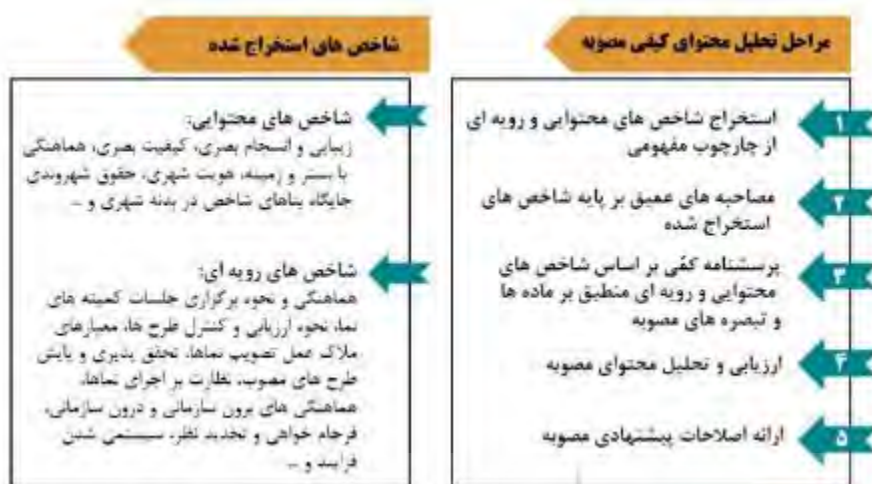 مراحل تحلیل محتوای کیفی مصوبه
۱
استخراج شاخص های محتوایی و رویه ای
از چارچوب مفهومی
۲
مصاحبه های عمیق بر پایه شاخص های
استخراج شده
۳
پرسشنامه کمّی بر اساس شاخص های
محتوایی و رویه ای منطبق بر ماده ها
و تبصره های مصوبه
۴
ارزیابی و تحلیل محتوای مصوبه
۵
ارائه اصلاحات پیشنهادی مصوبه
شاخص های استخراج شده
شاخص های محتوایی:
زیبایی و انسجام بصری، کیفیت بصری، هماهنگی
با بستر و زمینه، هویت شهری، حقوق شهروندی
جایگاه بناهای شاخص در بدنه شهری و ...
شاخص های رویه ای:
هماهنگی و نحوه برگزاری جلسات کمیته های
نما، نحوه ارزیابی و کنترل طرح ها، معیارهای
ملاک عمل تصویب نماها، تحقق پذیری و پایش
طرح های مصوب، نظارت بر اجرای نماها،
هماهنگی های برون سازمانی و درون سازمانی،
فرجام خواهی و تجدید نظر، سیستمی شدن
فرایند و ...